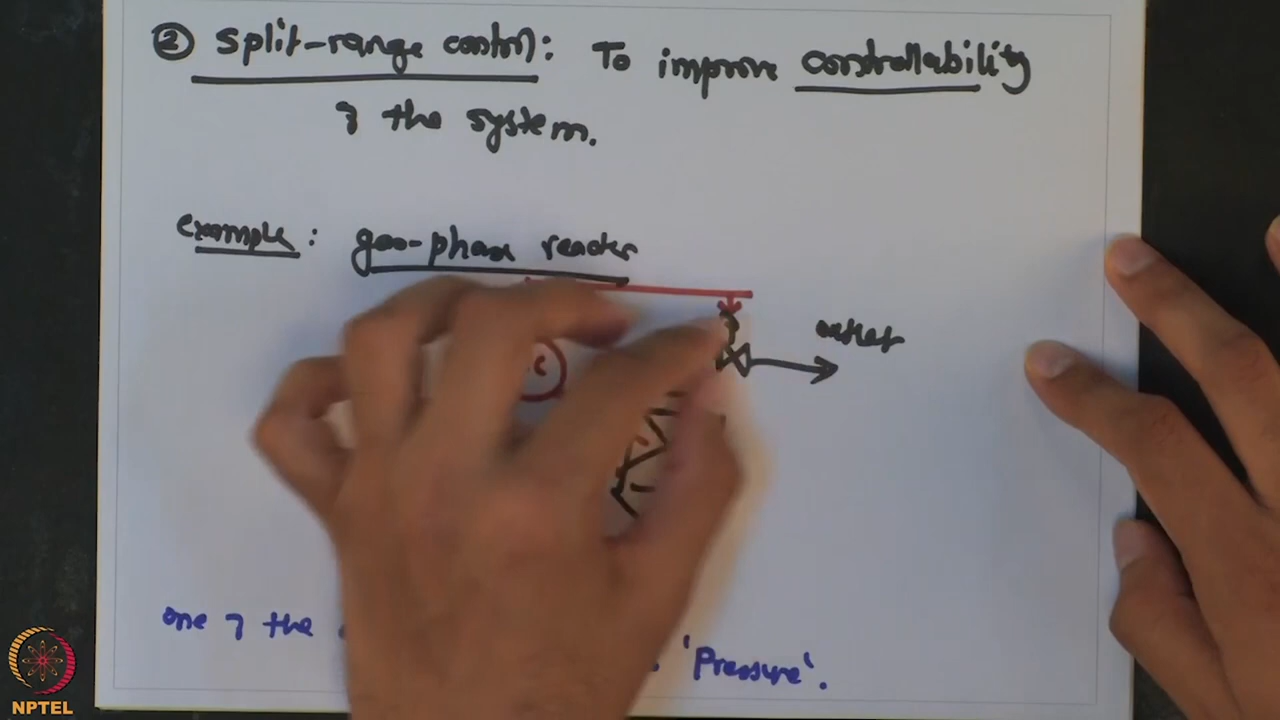 ② Split-range control: To improve controllability
of the system.
example: gas-phase reactor
outlet
one of the
'Pressure'.
NPTEL